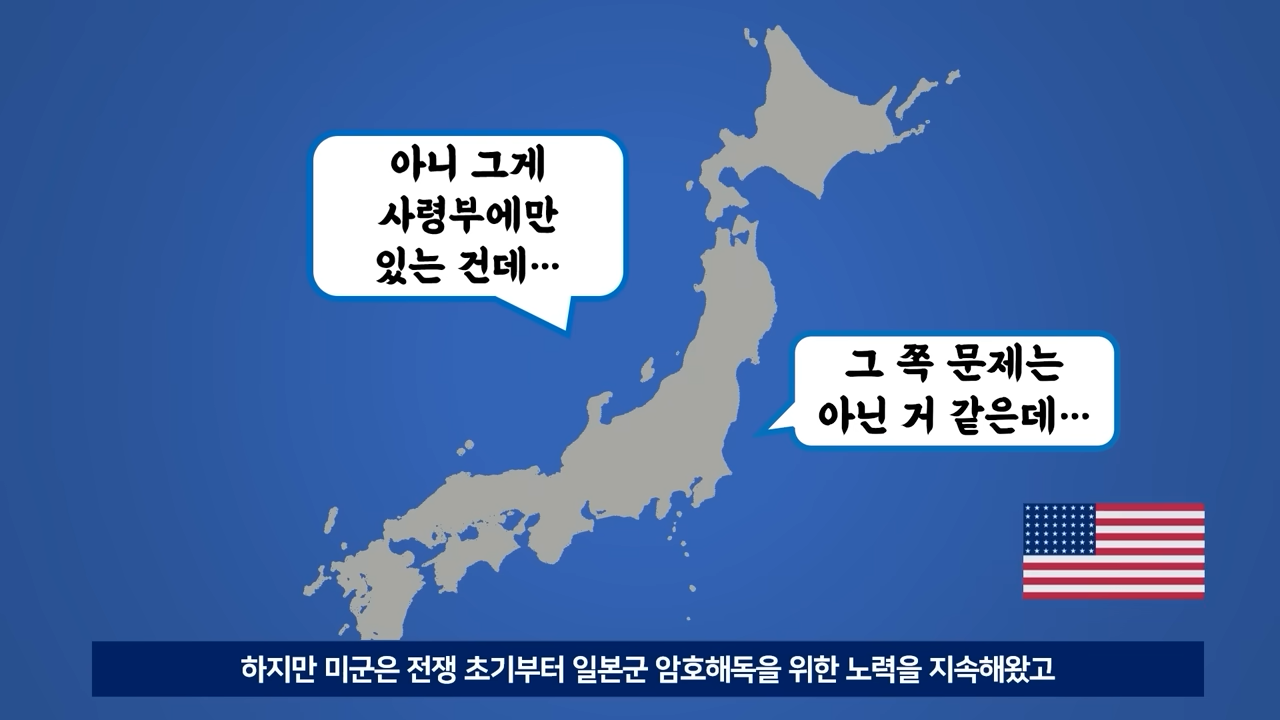 아니 그게
사령부에만
있는 건데…
그 쪽 문제는
아닌 거 같은데…
하지만 미군은 전쟁 초기부터 일본군 암호해독을 위한 노력을 지속해왔고